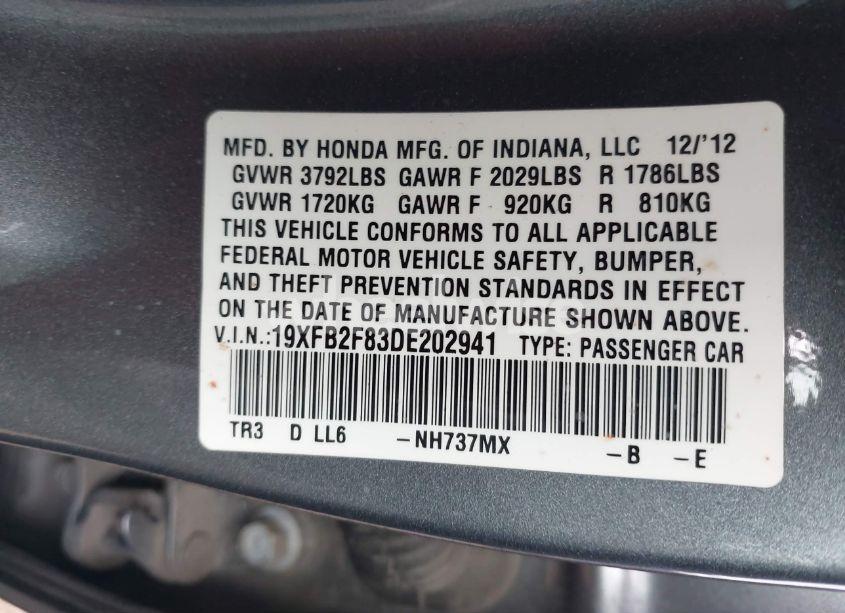 MFD. BY HONDA MFG. OF INDIANA, LLC 12/'12
GVWR 3792LBS GAWR F 2029LBS R 1786LBS
GVWR 1720KG GAWR F 920KG R 810KG
THIS VEHICLE CONFORMS TO ALL APPLICABLE
FEDERAL MOTOR VEHICLE SAFETY, BUMPER,
AND THEFT PREVENTION STANDARDS IN EFFECT
ON THE DATE OF MANUFACTURE SHOWN ABOVE.
V.I.N.:19XFB2F83DE202941 TYPE: PASSENGER CAR
TR3 D LL6 -NH737MX -B -E